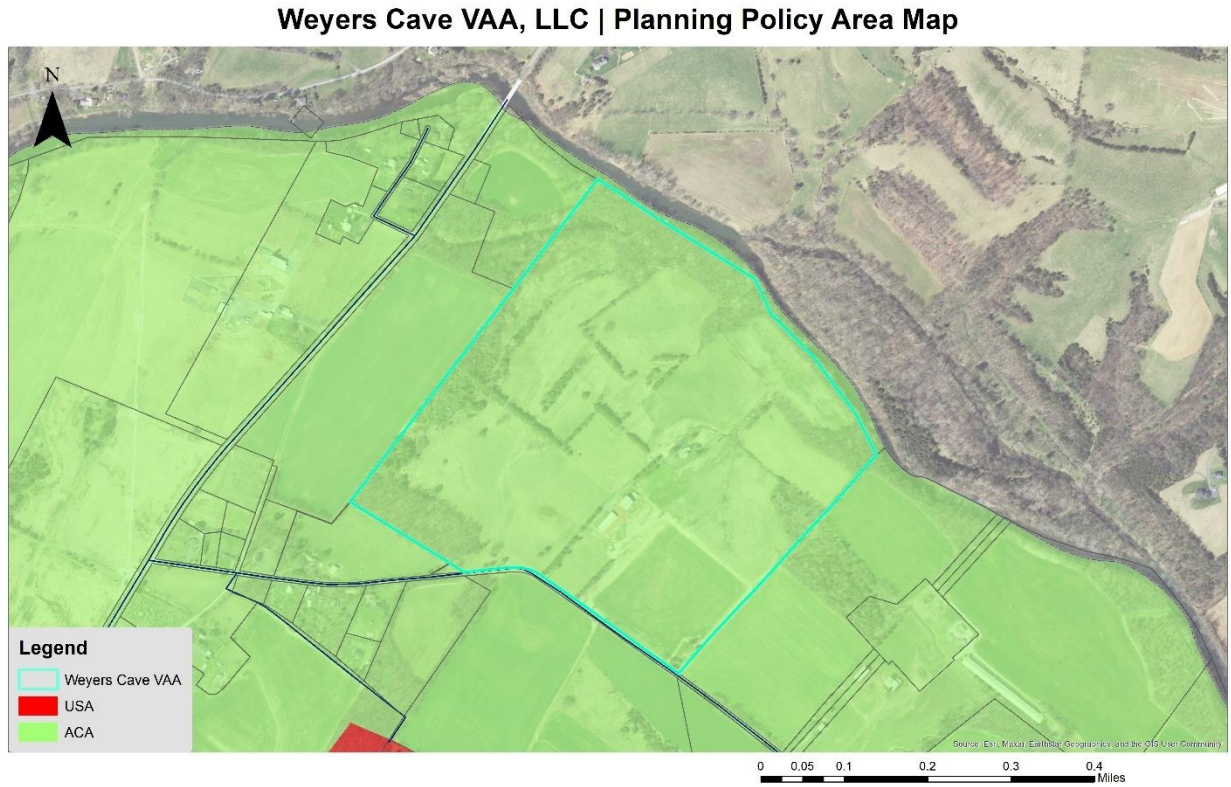 Weyers Cave VAA, LLC | Planning Policy Area Map
N
Legend
Weyers Cave VAA
USA
ACA
Source: Esri, Maxar, Earthstar Geographics, and the GIS User Community
0 0.05 0.1 0.2 0.3 0.4
Miles